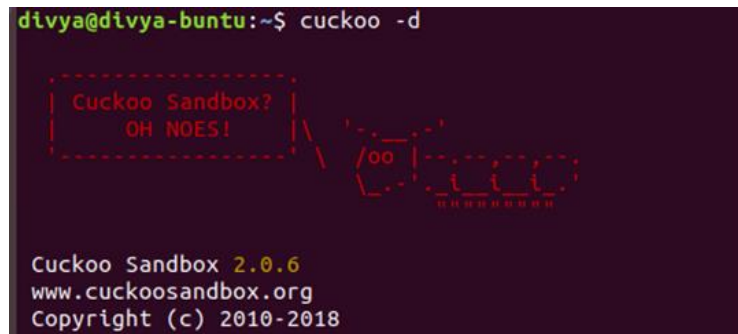 divya@divya-buntu:~$ cuckoo -d
Cuckoo Sandbox?
OH NOES!
/oo
Cuckoo Sandbox 2.0.6
www.cuckoosandbox.org
Copyright (c) 2010-2018